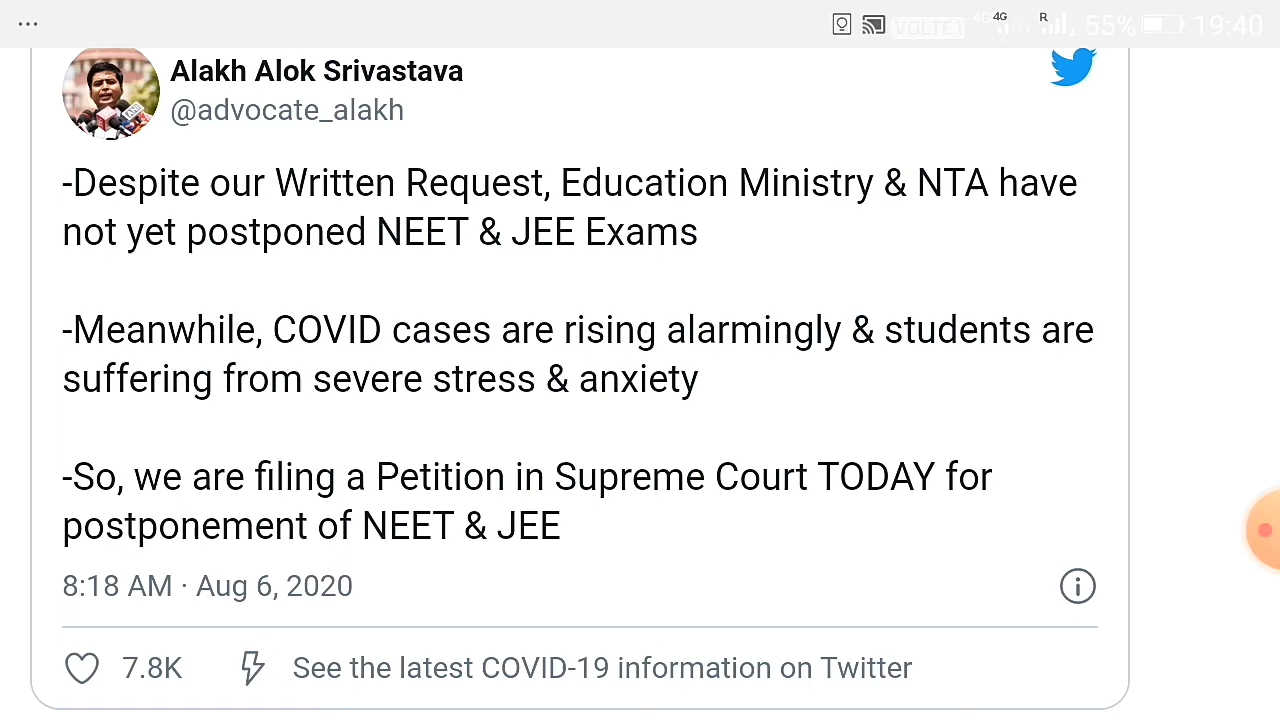 ... VOLTE1 4G 4G R 2 55% 19:40
Alakh Alok Srivastava
@advocate_alakh
-Despite our Written Request, Education Ministry & NTA have
not yet postponed NEET & JEE Exams
-Meanwhile, COVID cases are rising alarmingly & students are
suffering from severe stress & anxiety
-So, we are filing a Petition in Supreme Court TODAY for
postponement of NEET & JEE
8:18 AM · Aug 6, 2020
7.8K See the latest COVID-19 information on Twitter